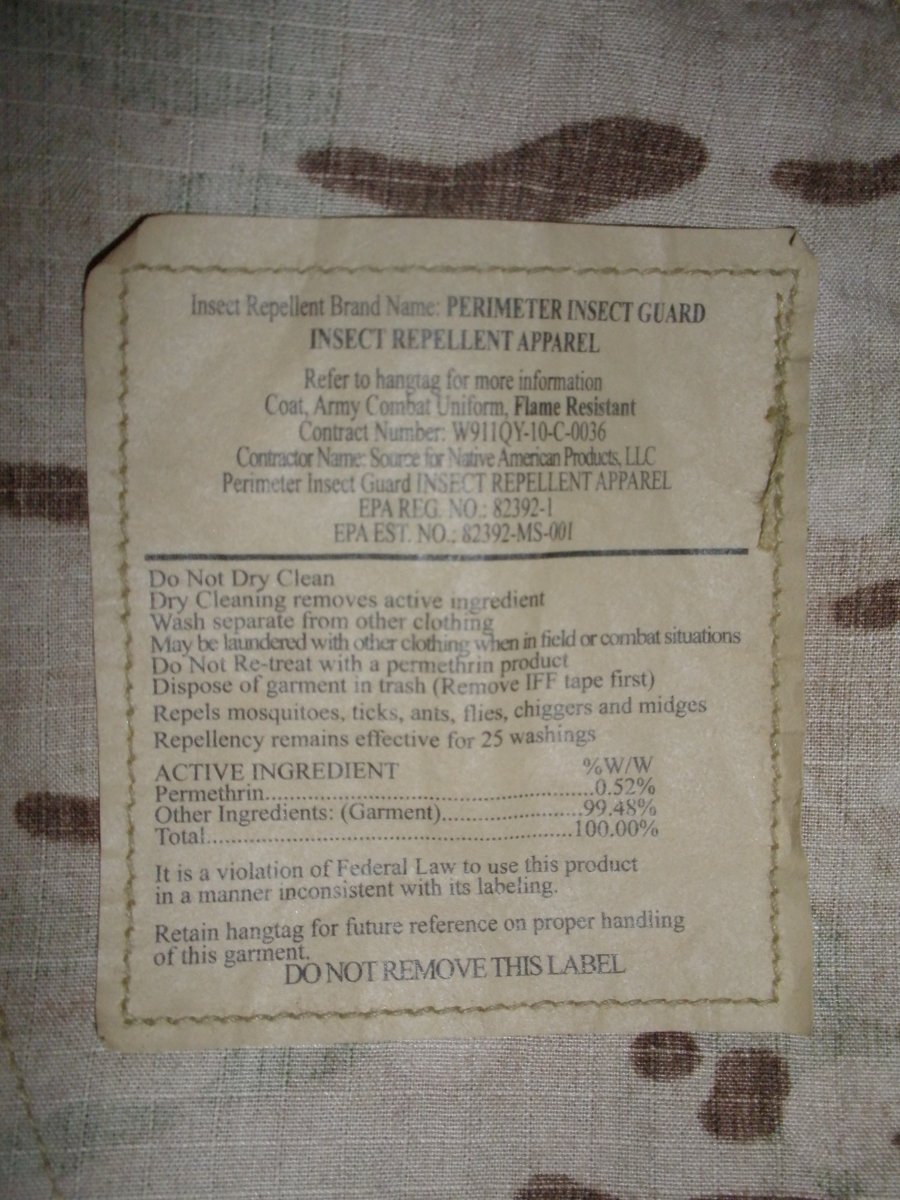 Insect Repellent Brand Name: PERIMETER INSECT GUARD
INSECT REPELLENT APPAREL
Refer to hangtag for more information
Coat, Army Combat Uniform, Flame Resistant
Contract Number: W911QY-10-C-0036
Contractor Name: Source for Native American Products, LLC
Perimeter Insect Guard INSECT REPELLENT APPAREL
EPA REG. NO.: 82392-1
EPA EST. NO.: 82392-MS-001
Do Not Dry Clean
Dry Cleaning removes active ingredient
Wash separate from other clothing
May be laundered with other clothing when in field or combat situations
Do Not Re-treat with a permethrin product
Dispose of garment in trash (Remove IFF tape first)
Repels mosquitoes, ticks, ants, flies, chiggers and midges
Repellency remains effective for 25 washings
ACTIVE INGREDIENT %W/W
Permethrin..........................................0.52%
Other Ingredients: (Garment)..................99.48%
Total..............................................100.00%
It is a violation of Federal Law to use this product
in a manner inconsistent with its labeling.
Retain hangtag for future reference on proper handling
of this garment.
DO NOT REMOVE THIS LABEL